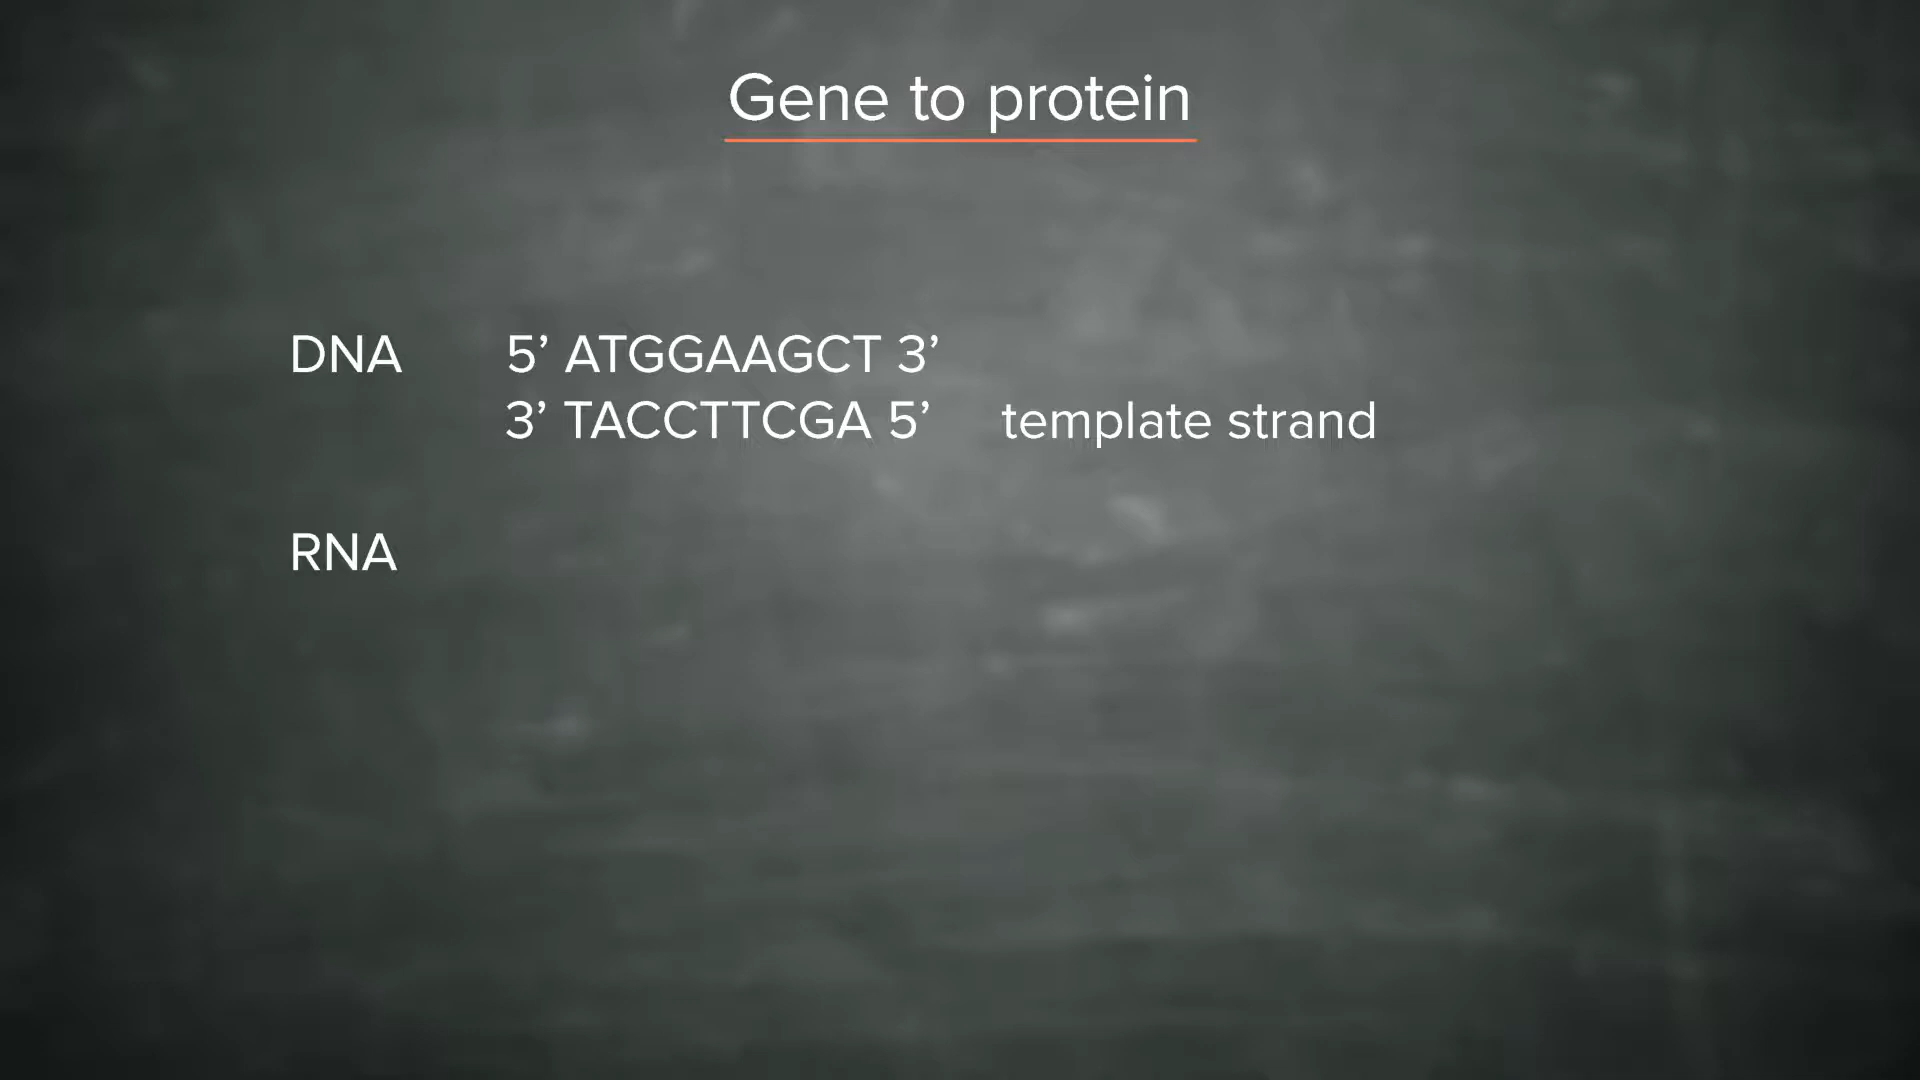 Gene to protein
DNA 5’ ATGGAAGCT 3’
3’ TACCTTCGA 5’ template strand
RNA